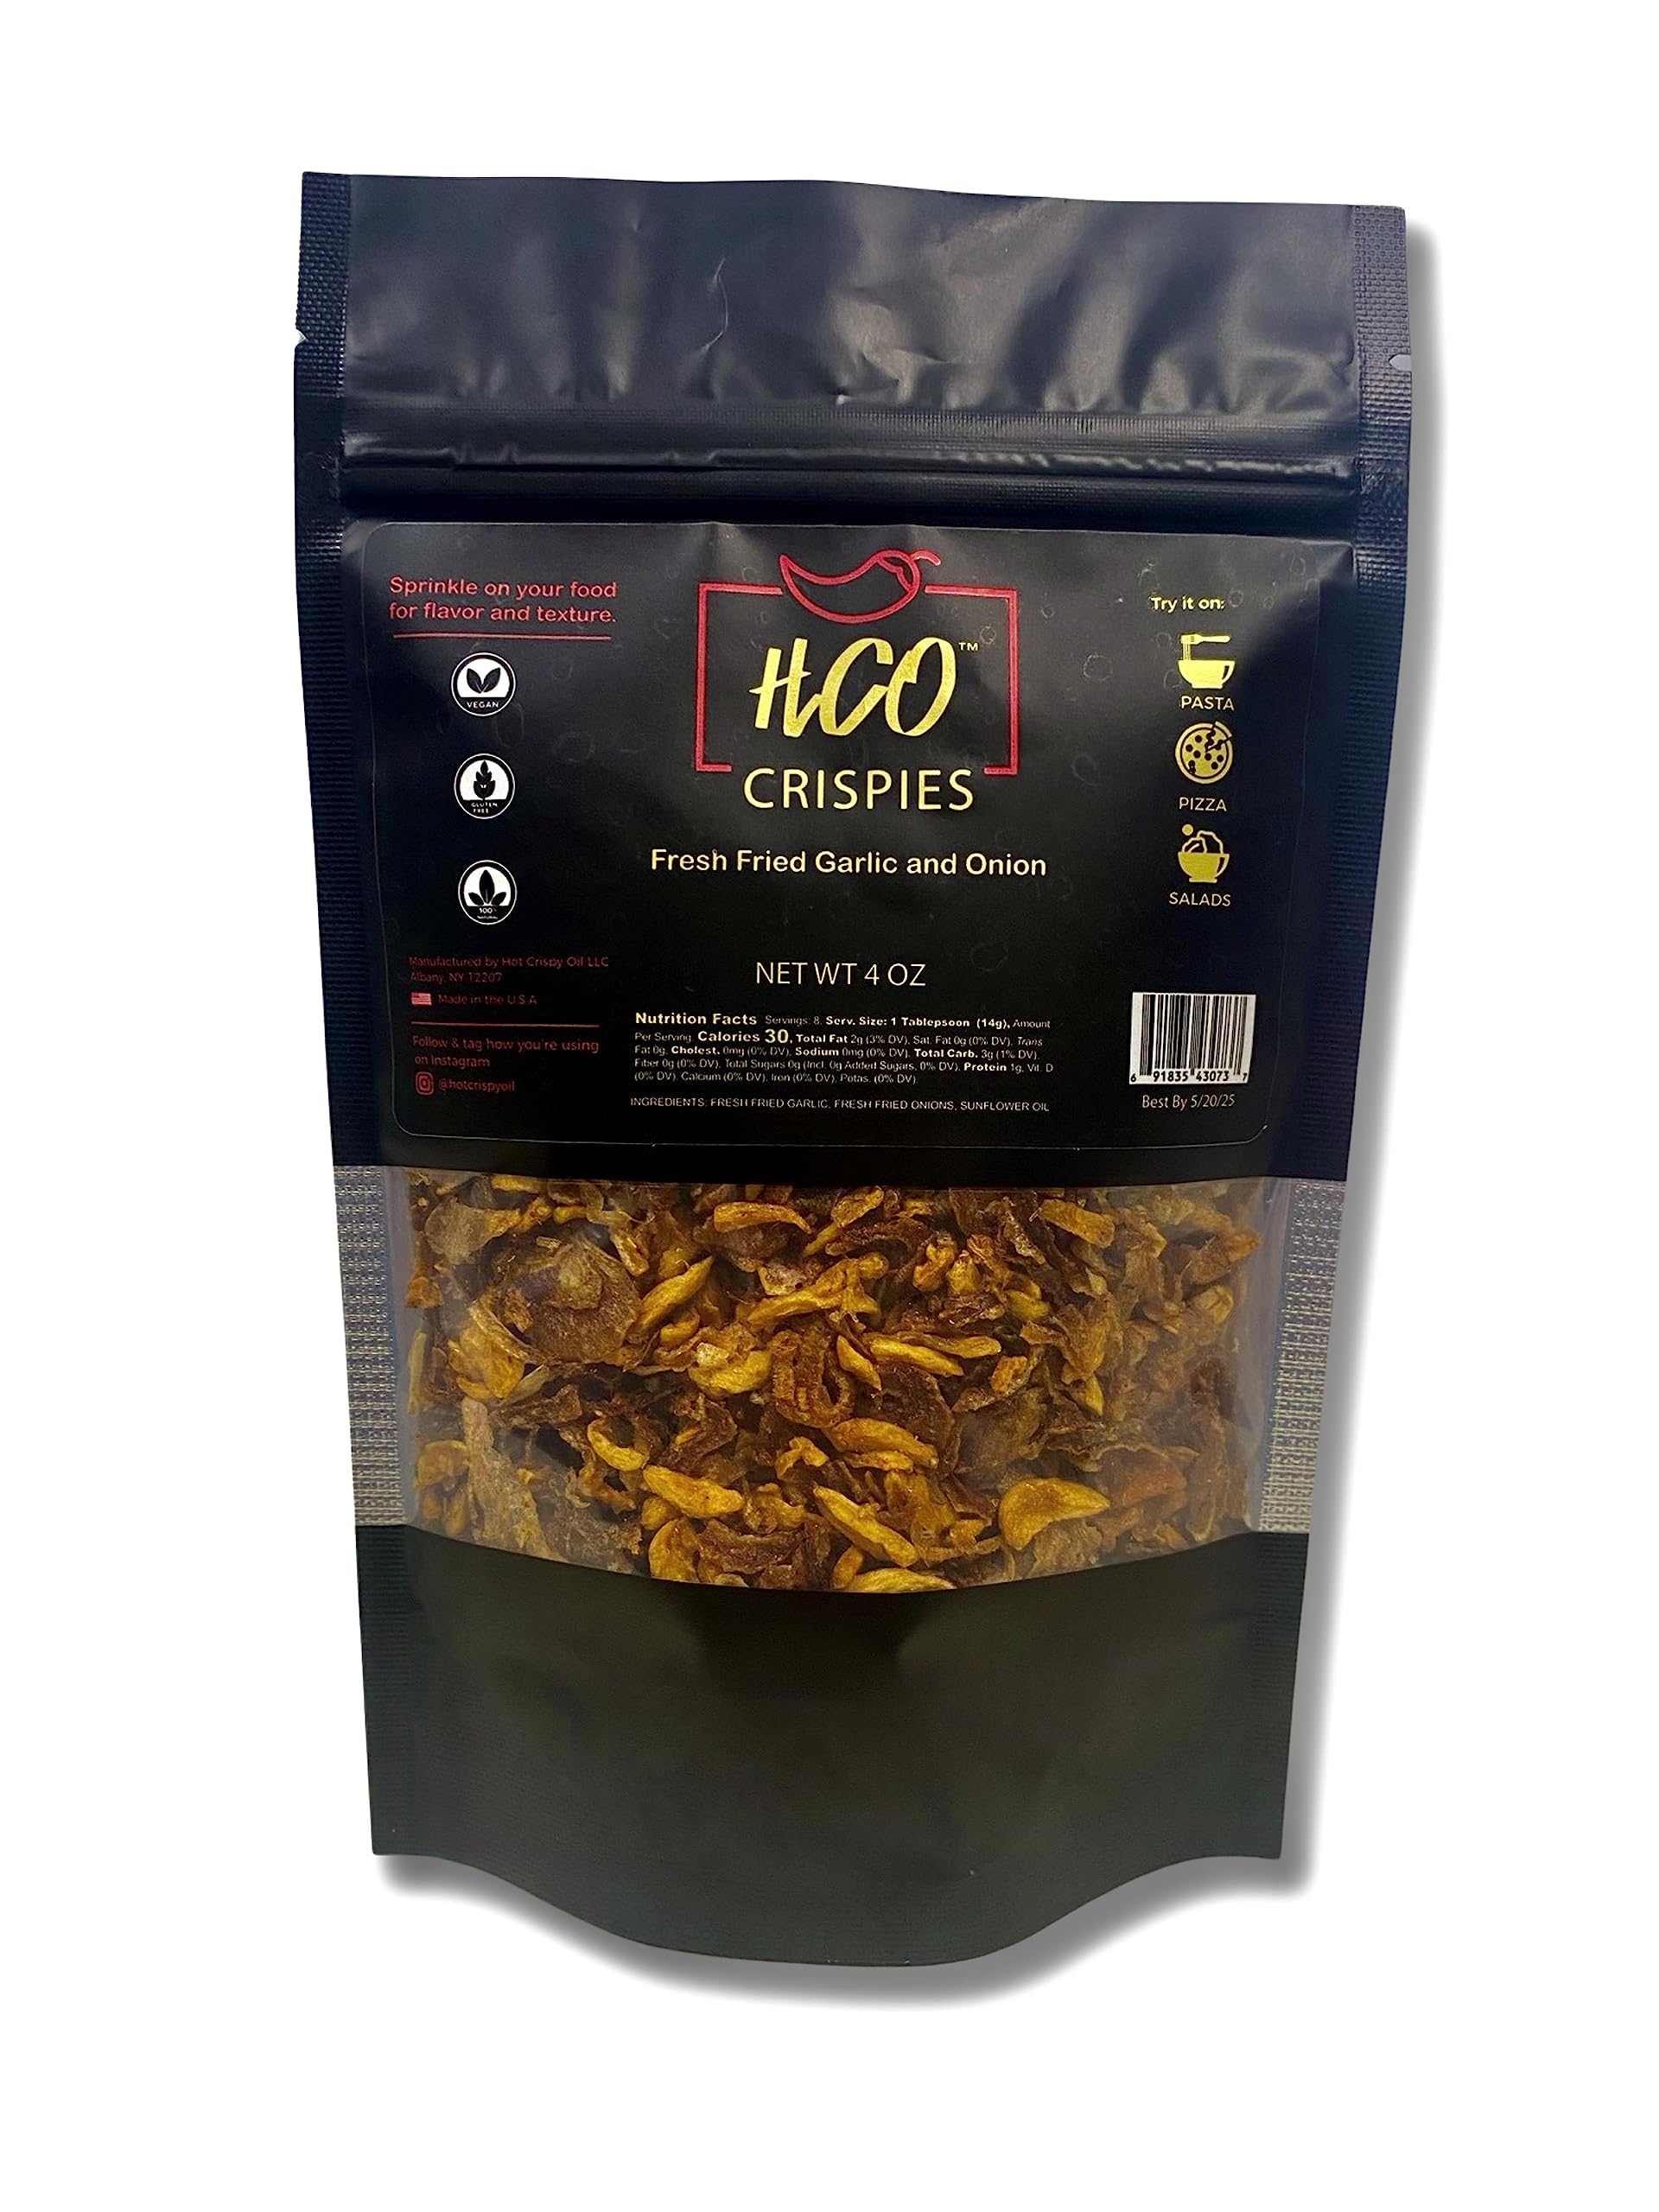 Sprinkle on your food
for flavor and texture.
VEGAN
GLUTEN
FREE
100%
NATURAL
Manufactured by Hot Crispy Oil LLC
Albany, NY 12207
Made in the U.S.A
Follow & tag how you're using
on Instagram
@hotcrispyoil
HCO™
CRISPIES
Fresh Fried Garlic and Onion
NET WT 4 OZ
Nutrition Facts Servings: 8, Serv. Size: 1 Tablepsoon (14g), Amount
Per Serving: Calories 30, Total Fat 2g (3% DV), Sat. Fat 0g (0% DV), Trans
Fat 0g, Cholest. 0mg (0% DV), Sodium 0mg (0% DV), Total Carb. 3g (1% DV),
Fiber 0g (0% DV), Total Sugars 0g (Incl. 0g Added Sugars, 0% DV), Protein 1g, Vit. D
(0% DV), Calcium (0% DV), Iron (0% DV), Potas. (0% DV).
INGREDIENTS: FRESH FRIED GARLIC, FRESH FRIED ONIONS, SUNFLOWER OIL
Try it on:
PASTA
PIZZA
SALADS
6 91835 43073 7
Best By 5/20/25